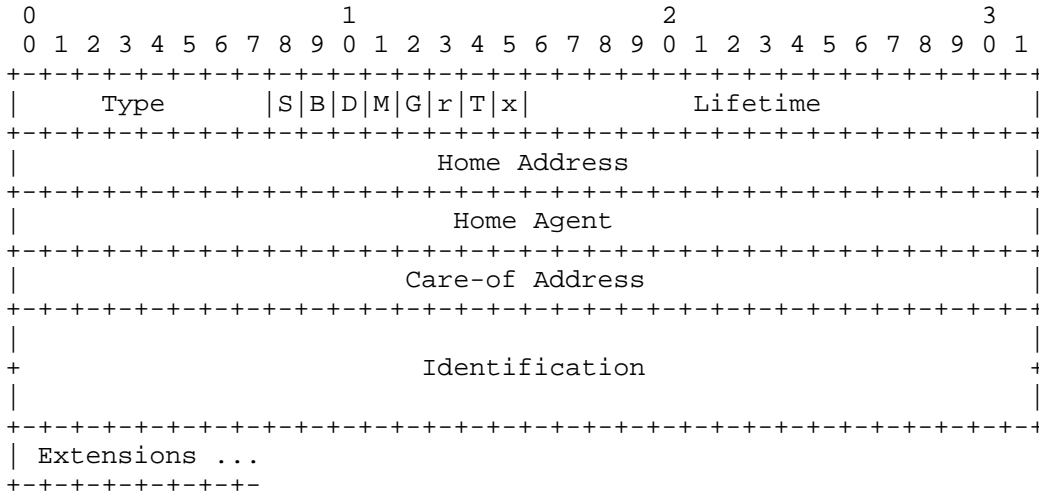 0                   1                   2                   3
 0 1 2 3 4 5 6 7 8 9 0 1 2 3 4 5 6 7 8 9 0 1 2 3 4 5 6 7 8 9 0 1
+-+-+-+-+-+-+-+-+-+-+-+-+-+-+-+-+-+-+-+-+-+-+-+-+-+-+-+-+-+-+-+-+
|     Type      |S|B|D|M|G|r|T|x|          Lifetime             |
+-+-+-+-+-+-+-+-+-+-+-+-+-+-+-+-+-+-+-+-+-+-+-+-+-+-+-+-+-+-+-+-+
|                          Home Address                         |
+-+-+-+-+-+-+-+-+-+-+-+-+-+-+-+-+-+-+-+-+-+-+-+-+-+-+-+-+-+-+-+-+
|                           Home Agent                          |
+-+-+-+-+-+-+-+-+-+-+-+-+-+-+-+-+-+-+-+-+-+-+-+-+-+-+-+-+-+-+-+-+
|                        Care-of Address                        |
+-+-+-+-+-+-+-+-+-+-+-+-+-+-+-+-+-+-+-+-+-+-+-+-+-+-+-+-+-+-+-+-+
|                                                               |
+                         Identification                        +
|                                                               |
+-+-+-+-+-+-+-+-+-+-+-+-+-+-+-+-+-+-+-+-+-+-+-+-+-+-+-+-+-+-+-+-+
| Extensions ...
+-+-+-+-+-+-+-+-